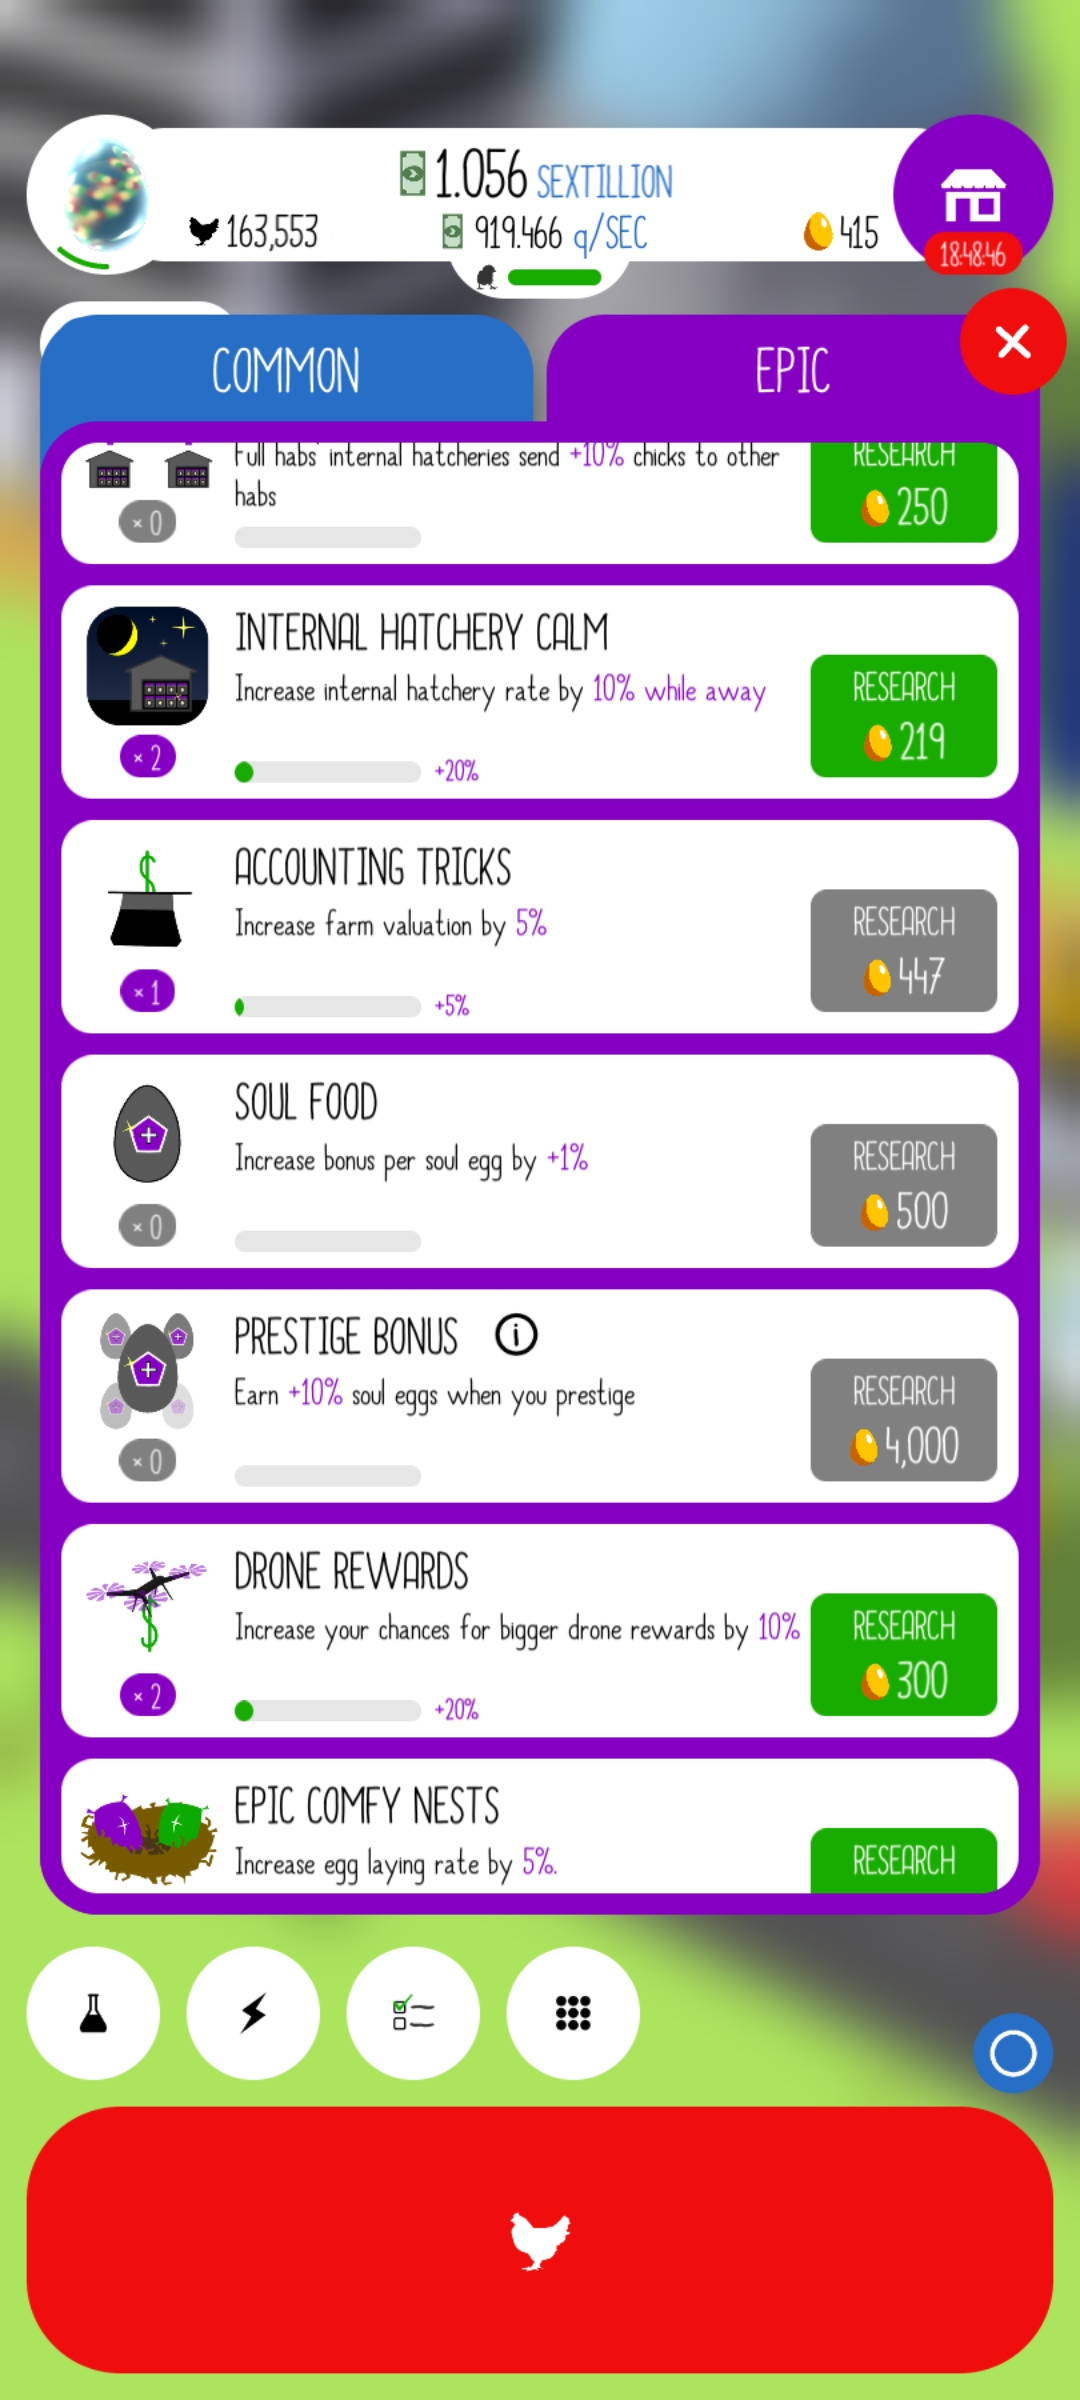 1.056 SEXTILLION
163,553
919.466 q/SEC
415
18:48:46
COMMON
EPIC
Full habs internal hatcheries send +10% chicks to other
habs
RESEARCH
250
× 0
INTERNAL HATCHERY CALM
Increase internal hatchery rate by 10% while away
RESEARCH
219
× 2
+20%
ACCOUNTING TRICKS
Increase farm valuation by 5%
RESEARCH
447
× 1
+5%
SOUL FOOD
Increase bonus per soul egg by +1%
RESEARCH
500
× 0
PRESTIGE BONUS
Earn +10% soul eggs when you prestige
RESEARCH
4,000
× 0
DRONE REWARDS
Increase your chances for bigger drone rewards by 10%
RESEARCH
300
× 2
+20%
EPIC COMFY NESTS
Increase egg laying rate by 5%.
RESEARCH